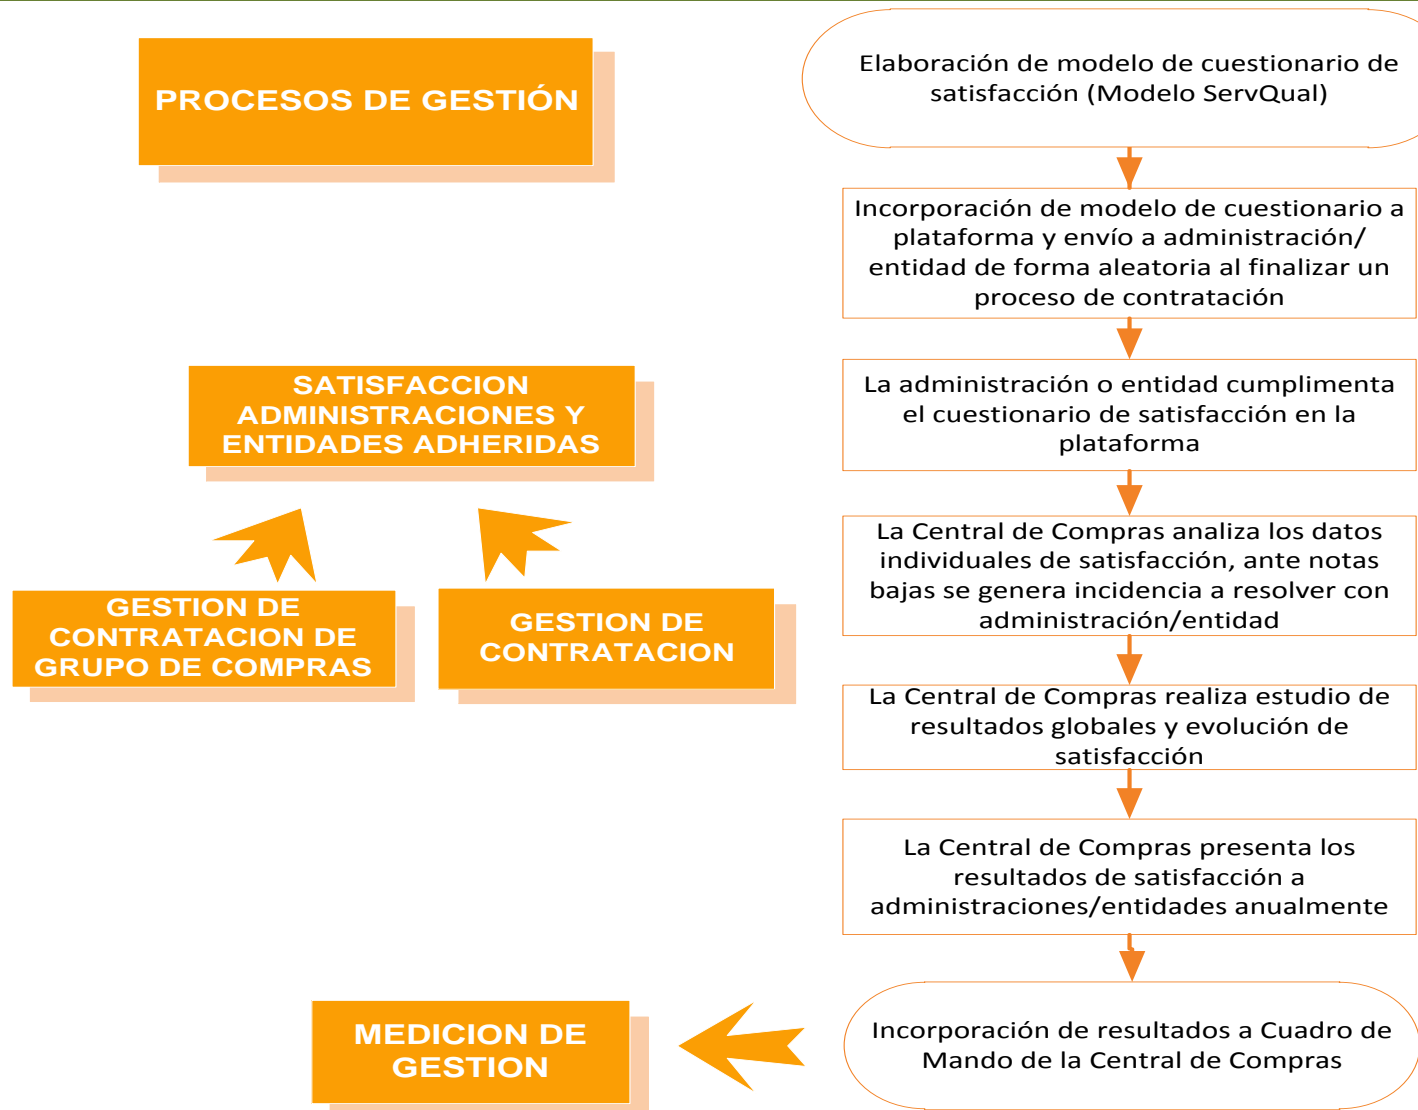 PROCESOS DE GESTIÓN
SATISFACCION
ADMINISTRACIONES Y
ENTIDADES ADHERIDAS
GESTION DE
CONTRATACION DE
GRUPO DE COMPRAS
GESTION DE
CONTRATACION
MEDICION DE
GESTION
Elaboración de modelo de cuestionario de
satisfacción (Modelo ServQual)
Incorporación de modelo de cuestionario a
plataforma y envío a administración/
entidad de forma aleatoria al finalizar un
proceso de contratación
La administración o entidad cumplimenta
el cuestionario de satisfacción en la
plataforma
La Central de Compras analiza los datos
individuales de satisfacción, ante notas
bajas se genera incidencia a resolver con
administración/entidad
La Central de Compras realiza estudio de
resultados globales y evolución de
satisfacción
La Central de Compras presenta los
resultados de satisfacción a
administraciones/entidades anualmente
Incorporación de resultados a Cuadro de
Mando de la Central de Compras